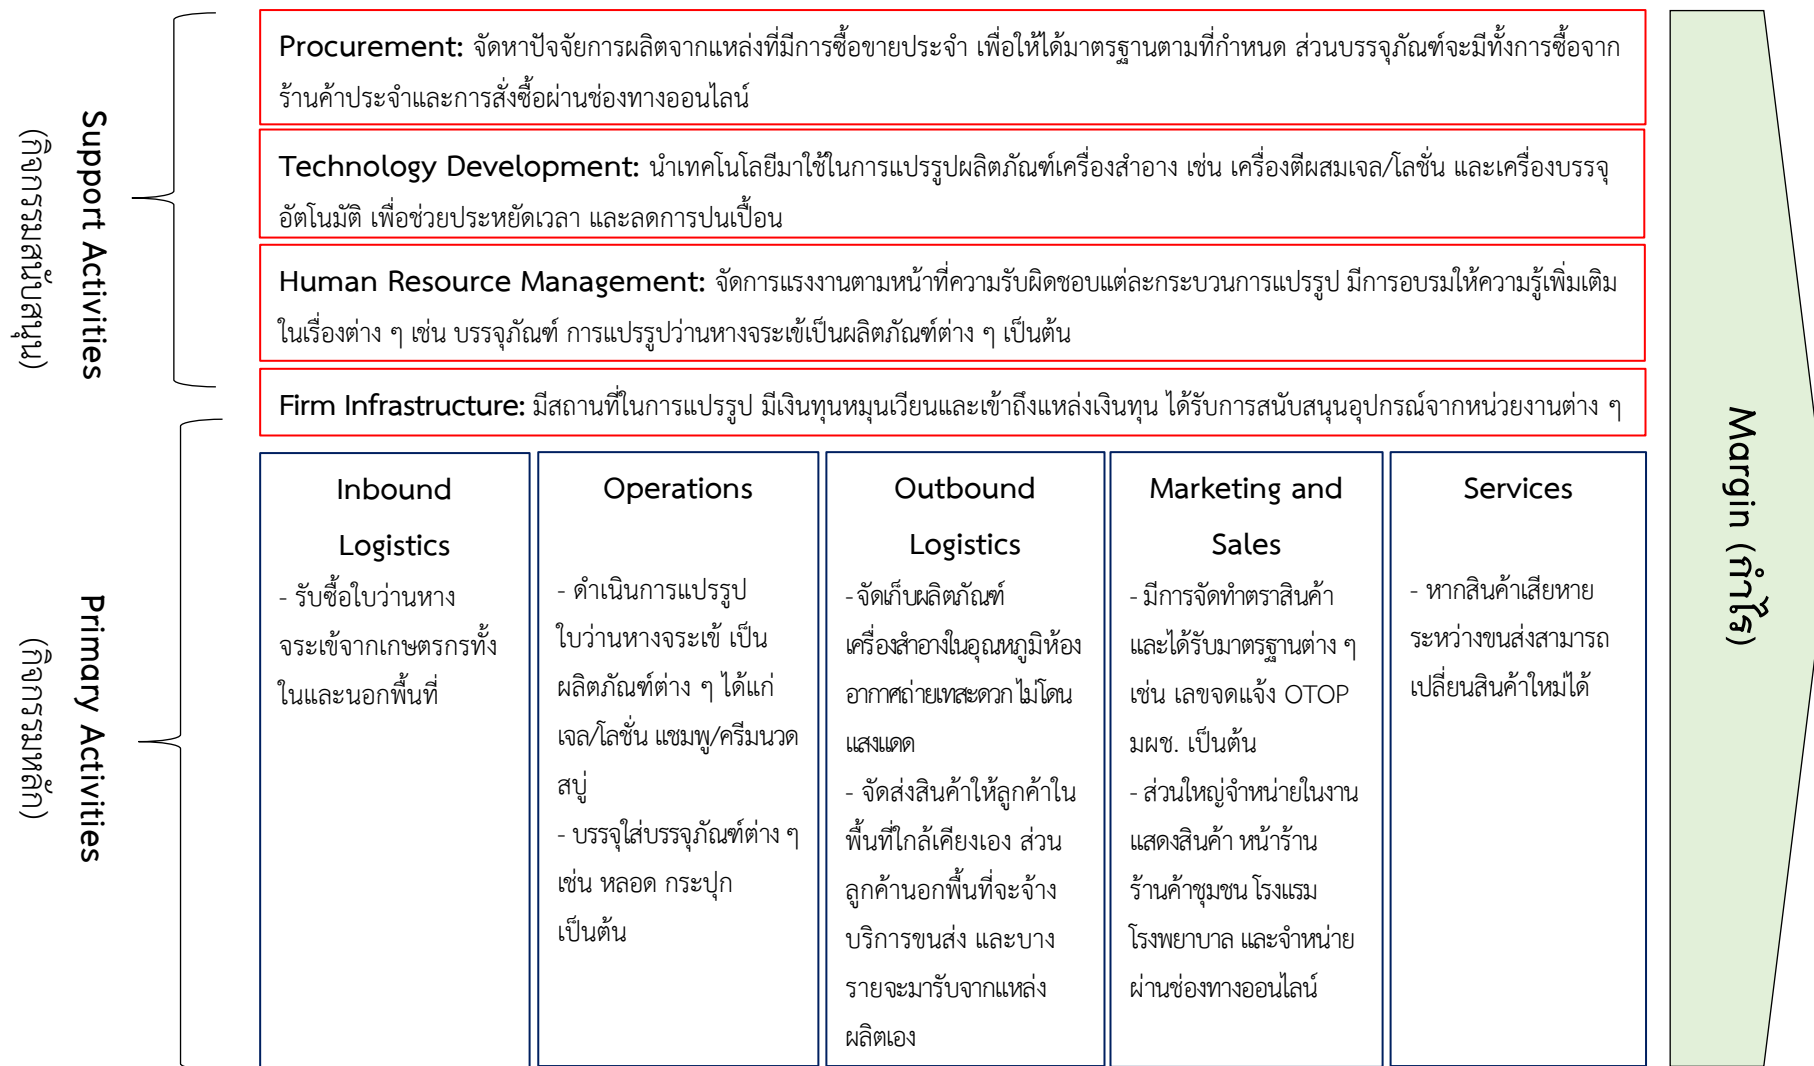 Support Activities
(กิจกรรมสนับสนุน)
Procurement: จัดหาปัจจัยการผลิตจากแหล่งที่มีการซื้อขายประจำ เพื่อให้ได้มาตรฐานตามที่กำหนด ส่วนบรรจุภัณฑ์จะมีทั้งการซื้อจาก
ร้านค้าประจำและการสั่งซื้อผ่านช่องทางออนไลน์
Technology Development: นำเทคโนโลยีมาใช้ในการแปรรูปผลิตภัณฑ์เครื่องสำอาง เช่น เครื่องตีผสมเจล/โลชั่น และเครื่องบรรจุ
อัตโนมัติ เพื่อช่วยประหยัดเวลา และลดการปนเปื้อน
Human Resource Management: จัดการแรงงานตามหน้าที่ความรับผิดชอบแต่ละกระบวนการแปรรูป มีการอบรมให้ความรู้เพิ่มเติม
ในเรื่องต่าง ๆ เช่น บรรจุภัณฑ์ การแปรรูปว่านหางจระเข้เป็นผลิตภัณฑ์ต่าง ๆ เป็นต้น
Firm Infrastructure: มีสถานที่ในการแปรรูป มีเงินทุนหมุนเวียนและเข้าถึงแหล่งเงินทุน ได้รับการสนับสนุนอุปกรณ์จากหน่วยงานต่าง ๆ
Primary Activities
(กิจกรรมหลัก)
Inbound
Logistics
- รับซื้อใบว่านหาง
จระเข้จากเกษตรกรทั้ง
ในและนอกพื้นที่
Operations
- ดำเนินการแปรรูป
ใบว่านหางจระเข้ เป็น
ผลิตภัณฑ์ต่าง ๆ ได้แก่
เจล/โลชั่น แชมพู/ครีมนวด
สบู่
- บรรจุใส่บรรจุภัณฑ์ต่าง ๆ
เช่น หลอด กระปุก
เป็นต้น
Outbound
Logistics
- จัดเก็บผลิตภัณฑ์
เครื่องสำอางในอุณหภูมิห้อง
อากาศถ่ายเทสะดวก ไม่โดน
แสงแดด
- จัดส่งสินค้าให้ลูกค้าใน
พื้นที่ใกล้เคียงเอง ส่วน
ลูกค้านอกพื้นที่จะจ้าง
บริการขนส่ง และบาง
รายจะมารับจากแหล่ง
ผลิตเอง
Marketing and
Sales
- มีการจัดทำตราสินค้า
และได้รับมาตรฐานต่าง ๆ
เช่น เลขจดแจ้ง OTOP
มผช. เป็นต้น
- ส่วนใหญ่จำหน่ายในงาน
แสดงสินค้า หน้าร้าน
ร้านค้าชุมชน โรงแรม
โรงพยาบาล และจำหน่าย
ผ่านช่องทางออนไลน์
Services
- หากสินค้าเสียหาย
ระหว่างขนส่งสามารถ
เปลี่ยนสินค้าใหม่ได้
Margin (กำไร)